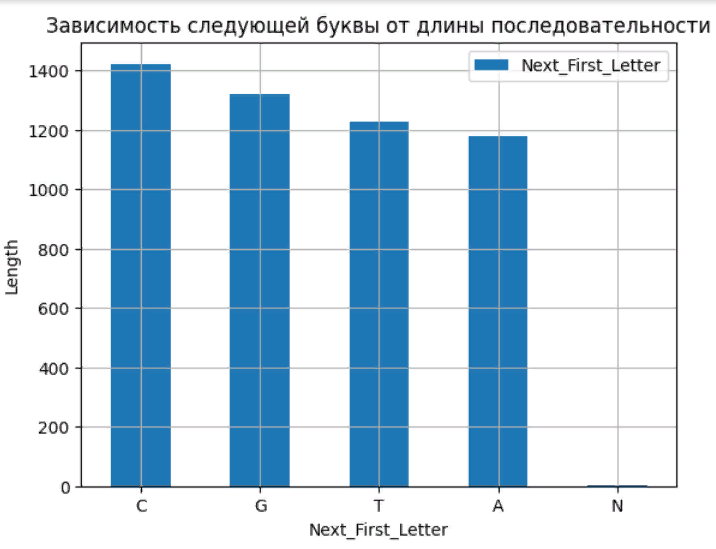 Зависимость следующей буквы от длины последовательности
Next_First_Letter
1400
1200
1000
800
600
400
200
0
Length
C G T A N
Next_First_Letter